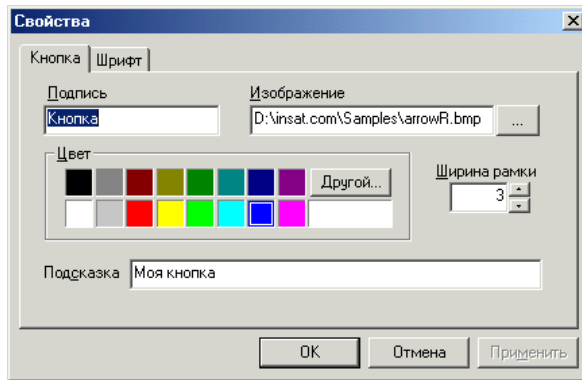 Свойства
Кнопка Шрифт
Подпись Изображение
Кнопка D:\insat.com\Samples\arrowR.bmp ...
Цвет
Другой... Ширина рамки
3
Подсказка Моя кнопка
OK Отмена Применить